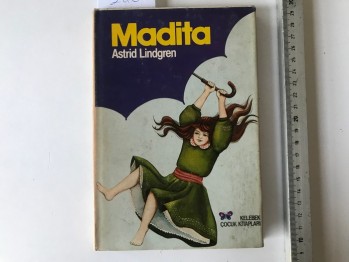 Madita
Astrid Lindgren
KELEBEK
ÇOCUK KİTAPLARI